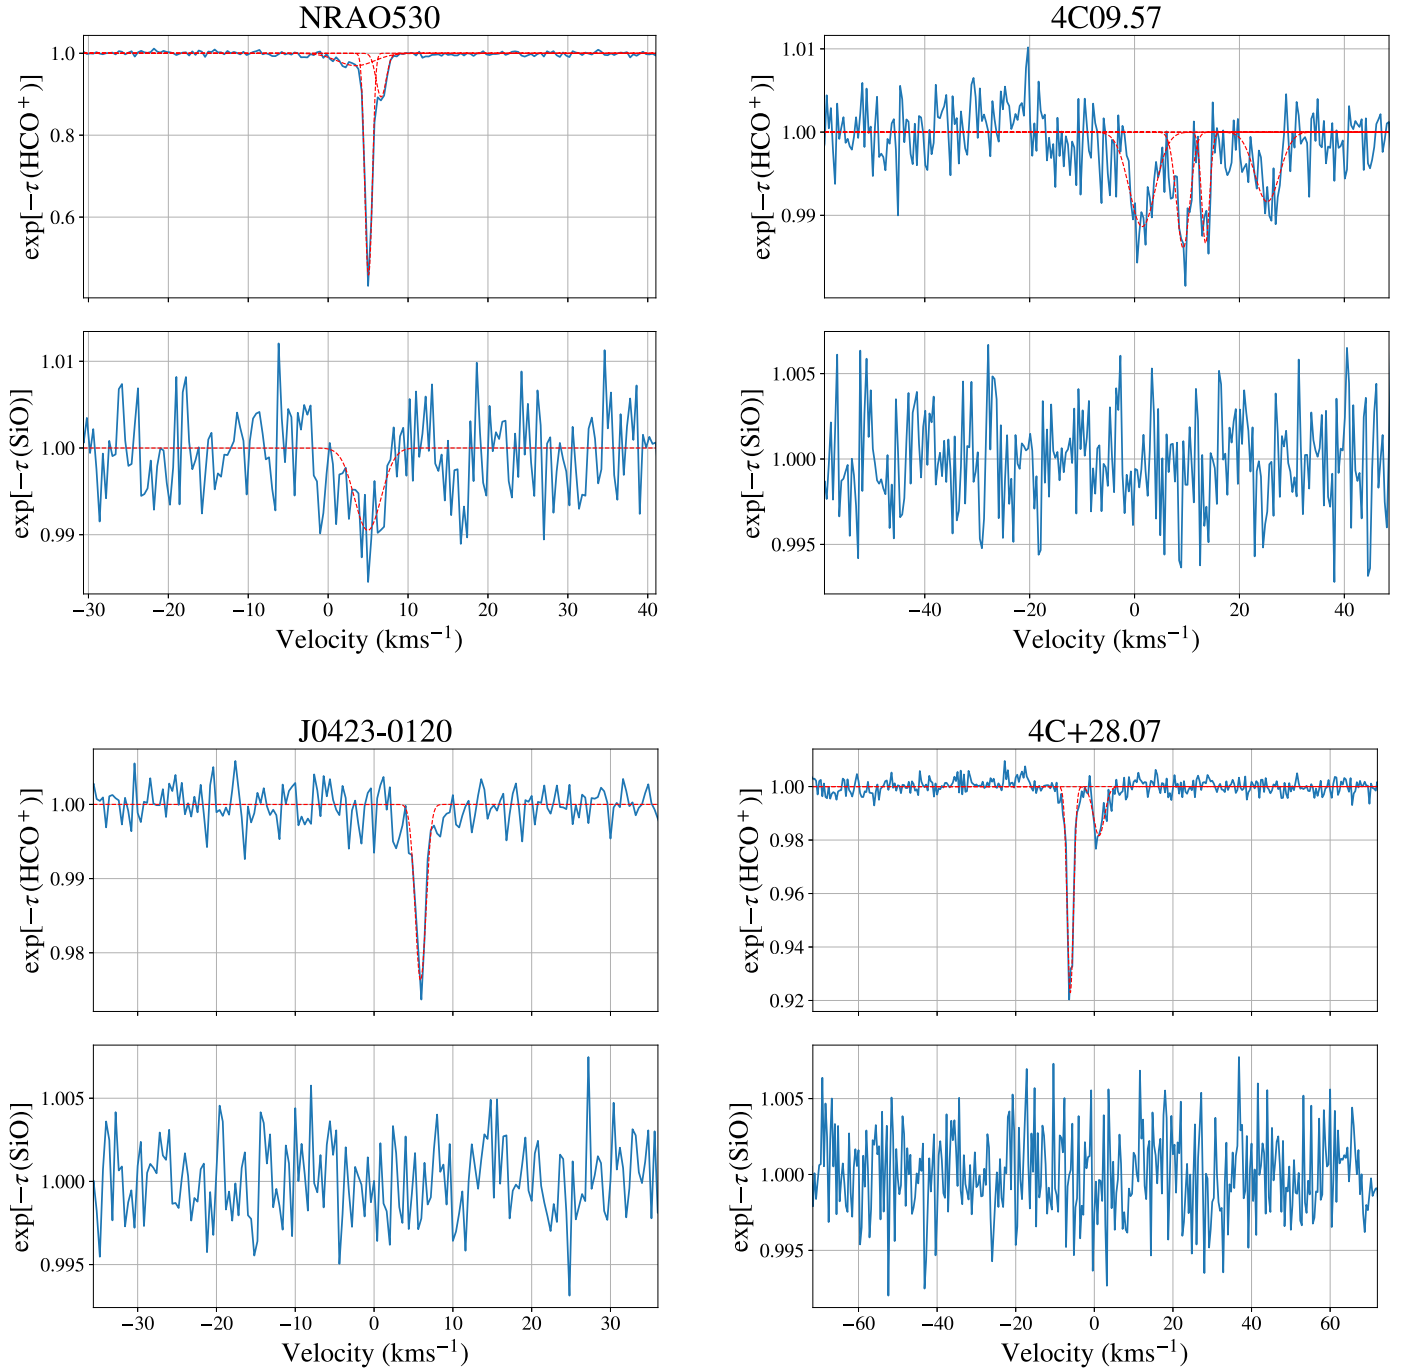 NRAO530
exp[−τ(HCO⁺)]
1.0
0.8
0.6
exp[−τ(SiO)]
1.01
1.00
0.99
−30 −20 −10 0 10 20 30 40
Velocity (kms⁻¹)
4C09.57
exp[−τ(HCO⁺)]
1.01
1.00
0.99
exp[−τ(SiO)]
1.005
1.000
0.995
−40 −20 0 20 40
Velocity (kms⁻¹)
J0423-0120
exp[−τ(HCO⁺)]
1.00
0.99
0.98
exp[−τ(SiO)]
1.005
1.000
0.995
−30 −20 −10 0 10 20 30
Velocity (kms⁻¹)
4C+28.07
exp[−τ(HCO⁺)]
1.00
0.98
0.96
0.94
0.92
exp[−τ(SiO)]
1.005
1.000
0.995
−60 −40 −20 0 20 40 60
Velocity (kms⁻¹)